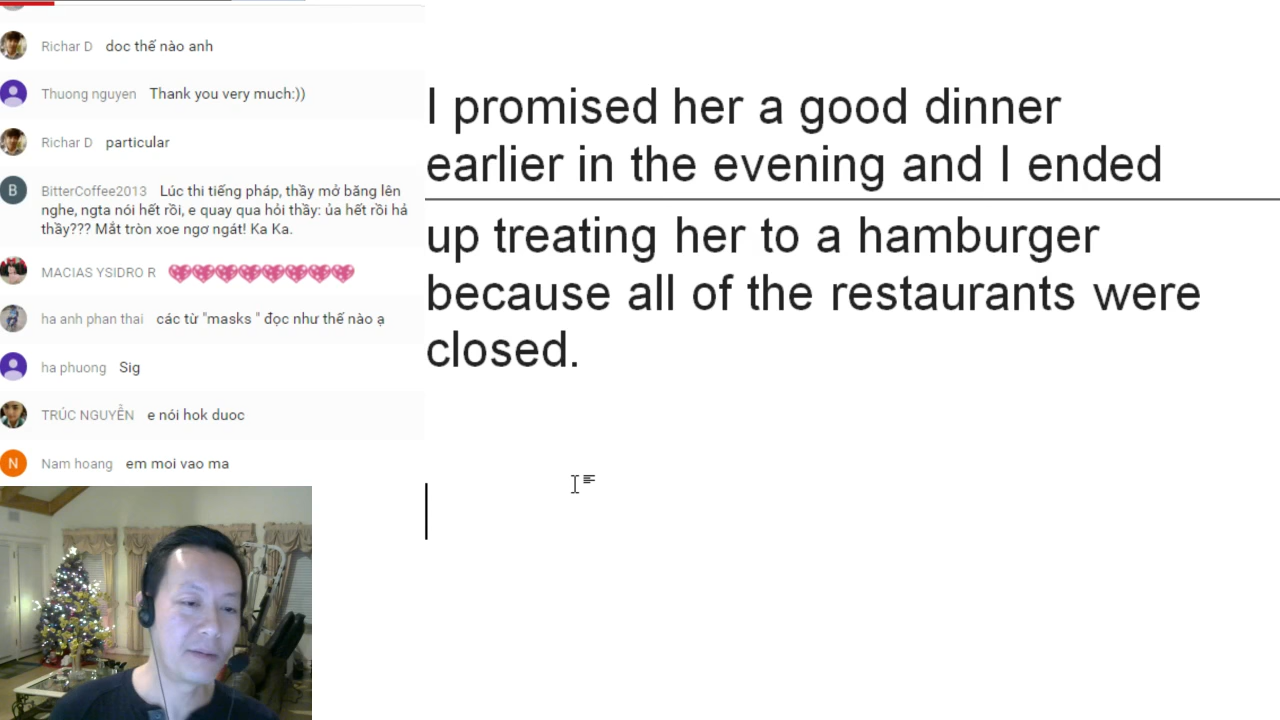 Richar D doc thế nào anh
Thuong nguyen Thank you very much:))
Richar D particular
B BitterCoffee2013 Lúc thi tiếng pháp, thầy mở băng lên
nghe, ngta nói hết rồi, e quay qua hỏi thầy: ủa hết rồi hả
thầy??? Mắt tròn xoe ngơ ngát! Ka Ka.
MACIAS YSIDRO R
ha anh phan thai các từ "masks " đọc như thế nào ạ
ha phuong Sig
TRÚC NGUYỄN e nói hok duoc
N Nam hoang em moi vao ma
I promised her a good dinner
earlier in the evening and I ended
up treating her to a hamburger
because all of the restaurants were
closed.